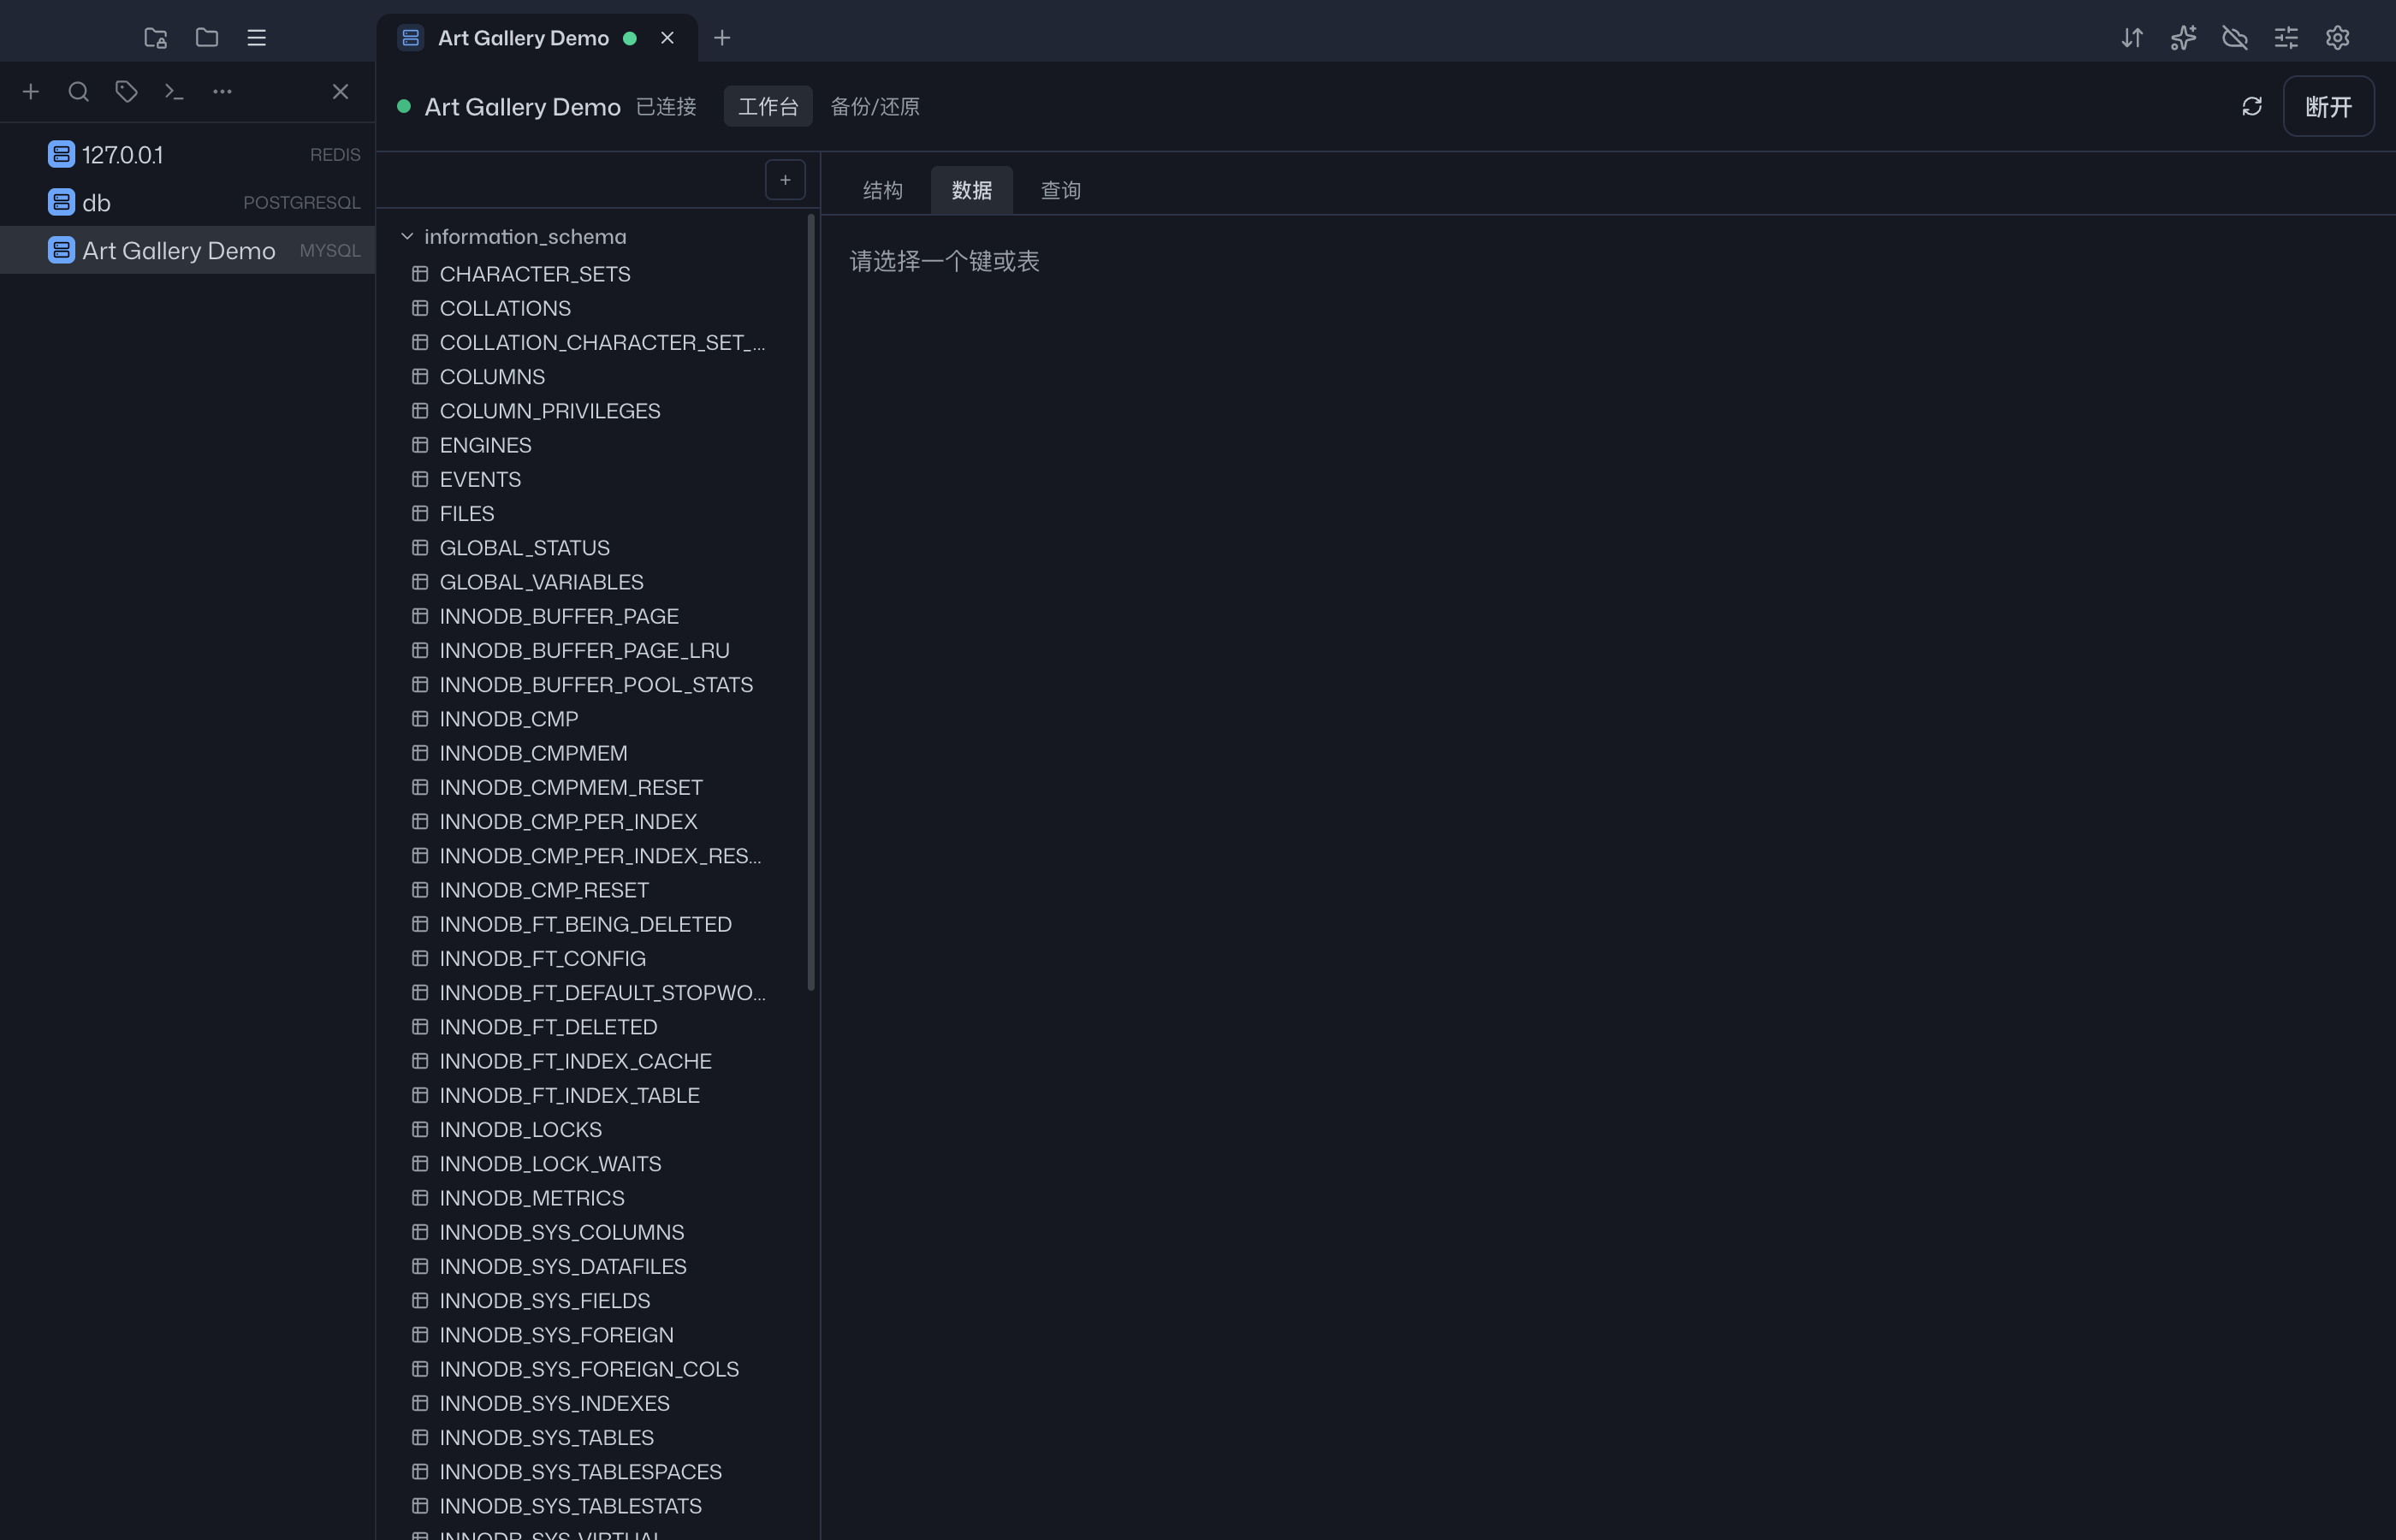 Art Gallery Demo
127.0.0.1 REDIS
db POSTGRESQL
Art Gallery Demo MYSQL
Art Gallery Demo 已连接 工作台 备份/还原 断开
information_schema
CHARACTER_SETS
COLLATIONS
COLLATION_CHARACTER_SET_...
COLUMNS
COLUMN_PRIVILEGES
ENGINES
EVENTS
FILES
GLOBAL_STATUS
GLOBAL_VARIABLES
INNODB_BUFFER_PAGE
INNODB_BUFFER_PAGE_LRU
INNODB_BUFFER_POOL_STATS
INNODB_CMP
INNODB_CMPMEM
INNODB_CMPMEM_RESET
INNODB_CMP_PER_INDEX
INNODB_CMP_PER_INDEX_RES...
INNODB_CMP_RESET
INNODB_FT_BEING_DELETED
INNODB_FT_CONFIG
INNODB_FT_DEFAULT_STOPWO...
INNODB_FT_DELETED
INNODB_FT_INDEX_CACHE
INNODB_FT_INDEX_TABLE
INNODB_LOCKS
INNODB_LOCK_WAITS
INNODB_METRICS
INNODB_SYS_COLUMNS
INNODB_SYS_DATAFILES
INNODB_SYS_FIELDS
INNODB_SYS_FOREIGN
INNODB_SYS_FOREIGN_COLS
INNODB_SYS_INDEXES
INNODB_SYS_TABLES
INNODB_SYS_TABLESPACES
INNODB_SYS_TABLESTATS
INNODB_SYS_VIRTUAL
结构 数据 查询
请选择一个键或表